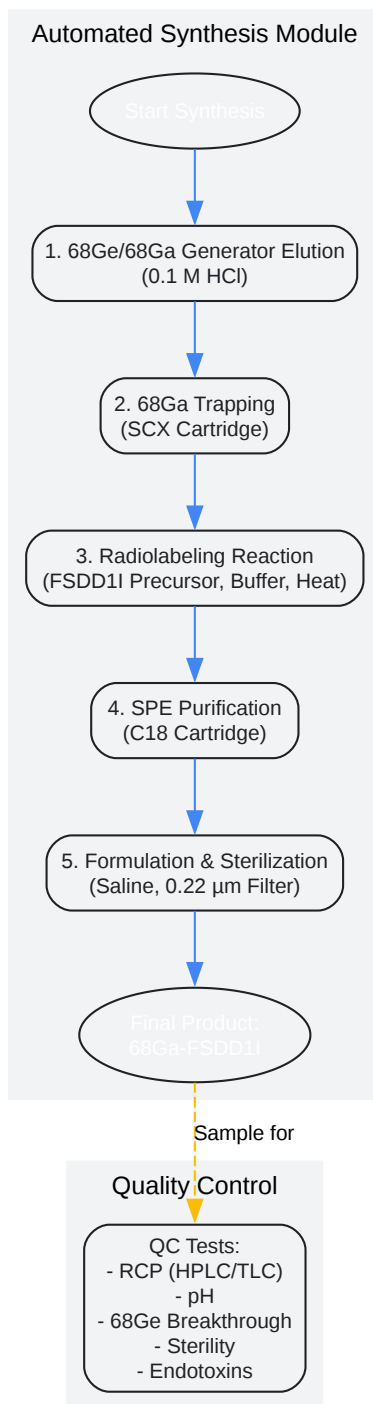 Automated Synthesis Module
Start Synthesis
1. 68Ge/68Ga Generator Elution
(0.1 M HCl)
2. 68Ga Trapping
(SCX Cartridge)
3. Radiolabeling Reaction
(FSDD1I Precursor, Buffer, Heat)
4. SPE Purification
(C18 Cartridge)
5. Formulation & Sterilization
(Saline, 0.22 µm Filter)
Final Product:
68Ga-FSDD1I
Sample for
Quality Control
QC Tests:
- RCP (HPLC/TLC)
- pH
- 68Ge Breakthrough
- Sterility
- Endotoxins